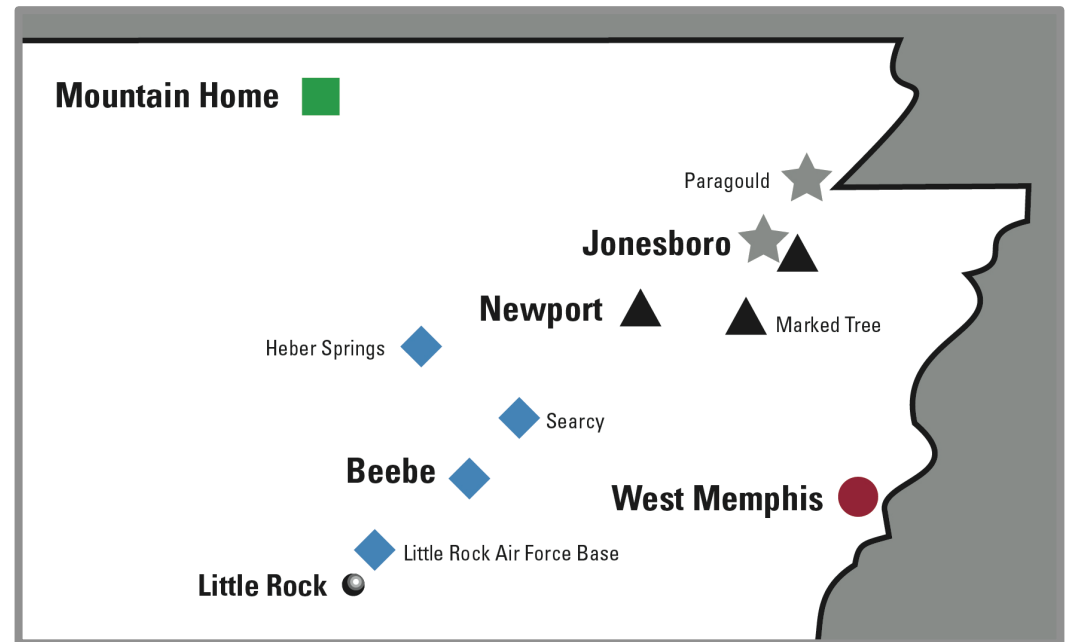 Mountain Home
Paragould
Jonesboro
Newport
Marked Tree
Heber Springs
Searcy
Beebe
West Memphis
Little Rock Air Force Base
Little Rock